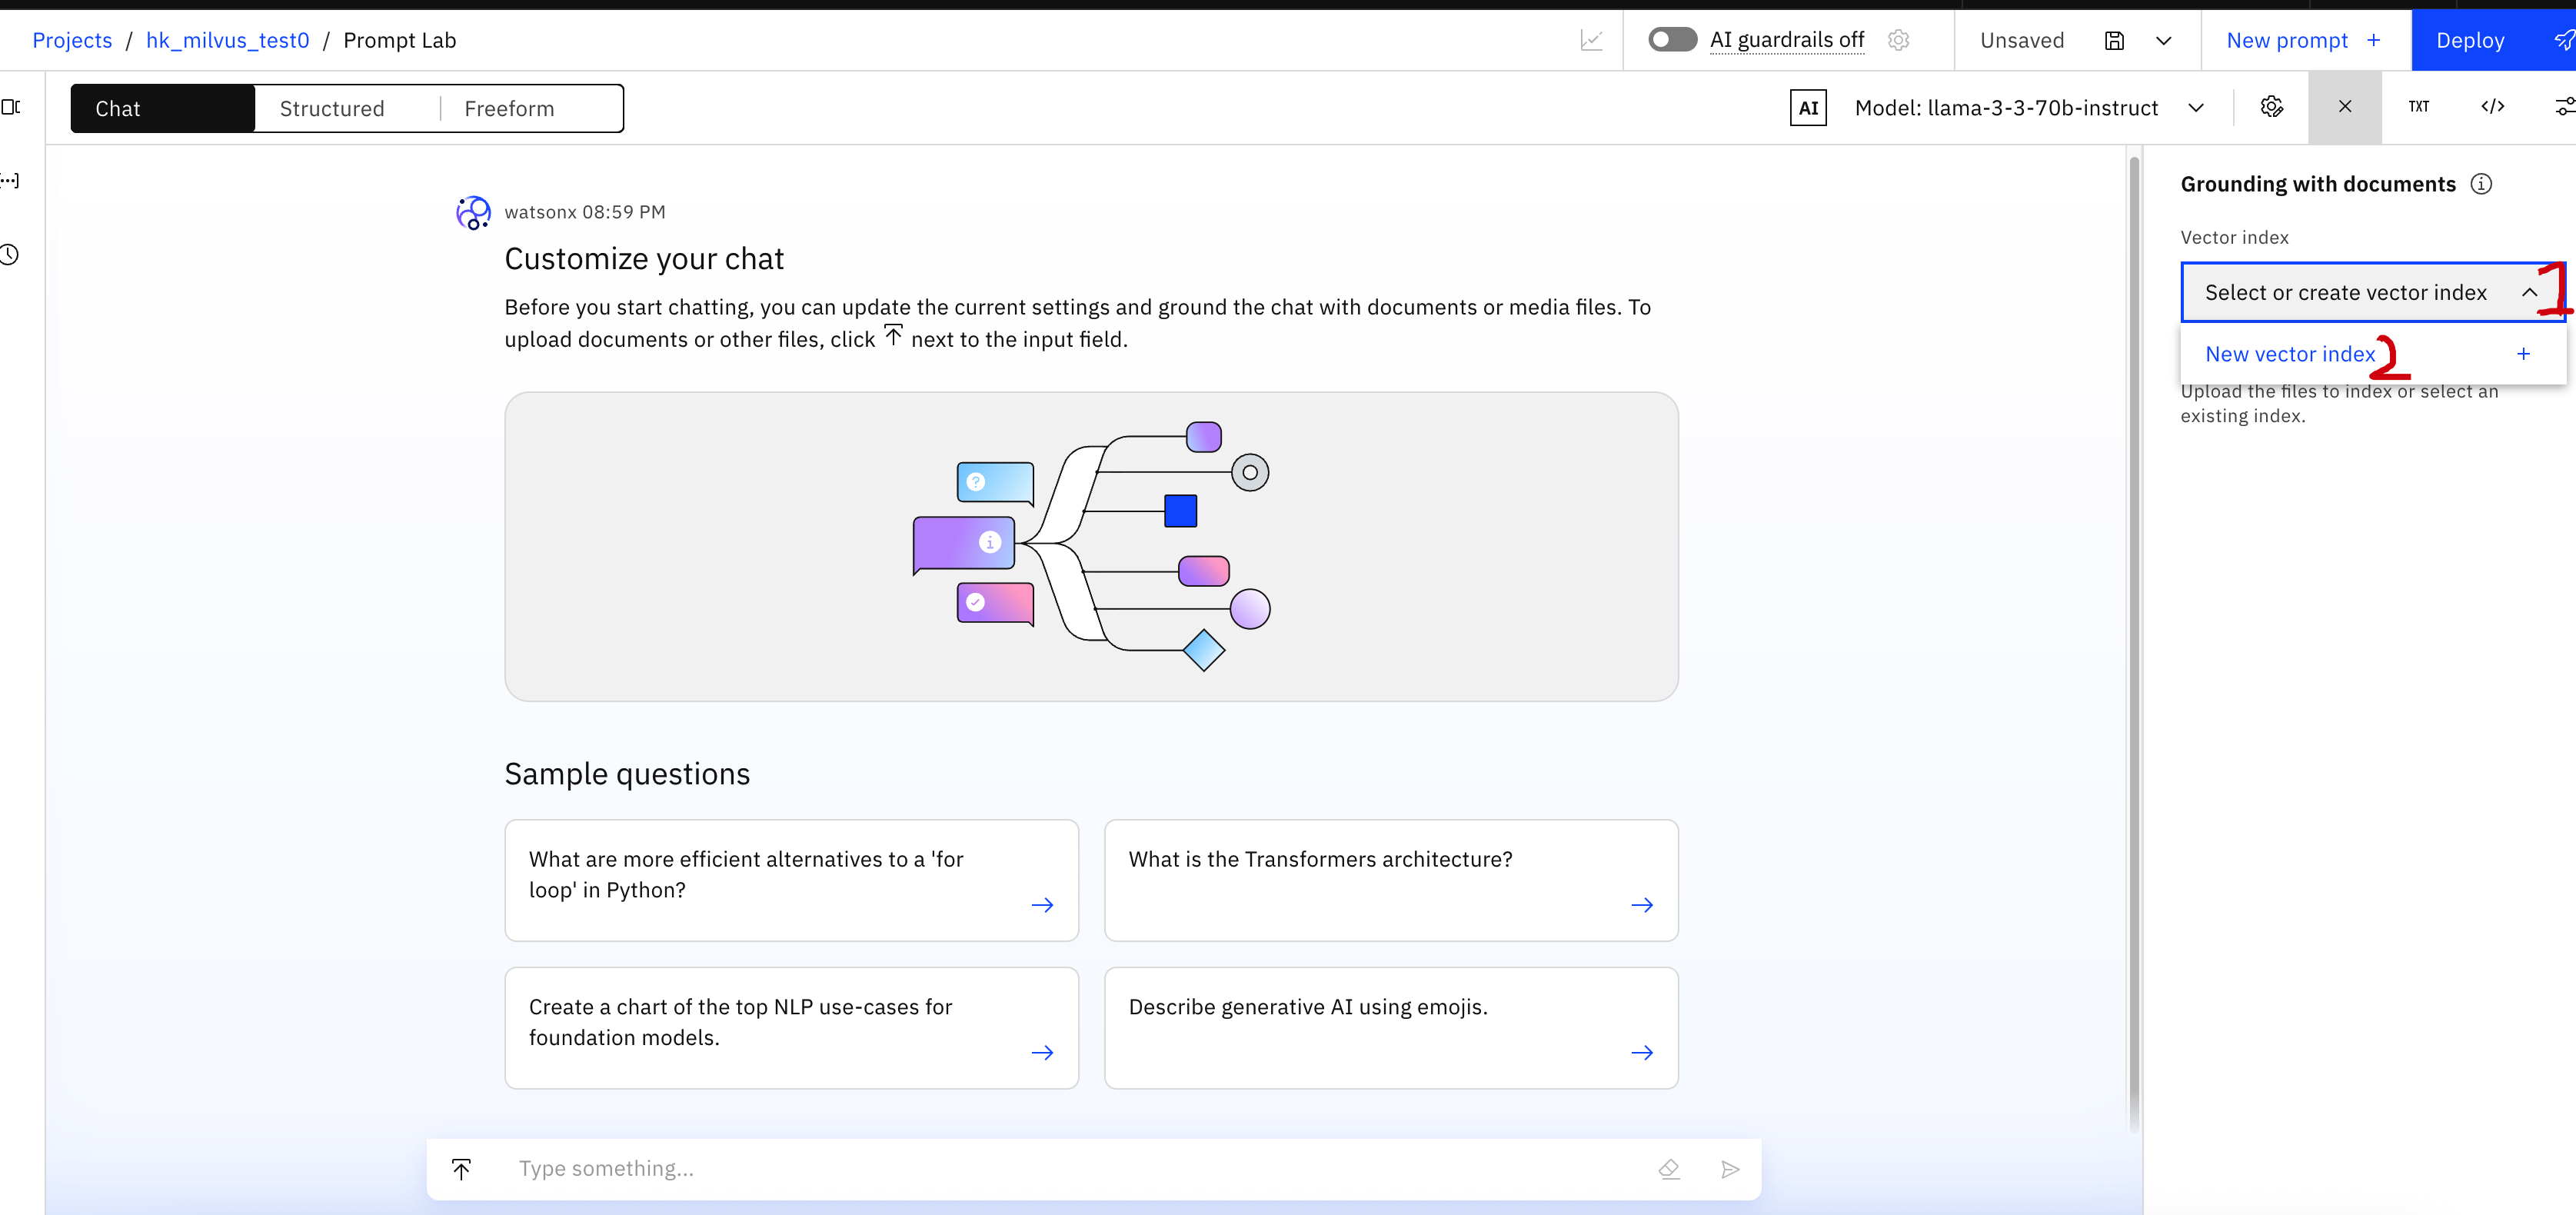 Projects / hk_milvus_test0 / Prompt Lab
AI guardrails off
Unsaved
New prompt +
Deploy
Chat
Structured
Freeform
AI
Model: llama-3-3-70b-instruct
TXT
</>
watsonx 08:59 PM
Customize your chat
Before you start chatting, you can update the current settings and ground the chat with documents or media files. To
upload documents or other files, click next to the input field.
Sample questions
What are more efficient alternatives to a 'for
loop' in Python?
What is the Transformers architecture?
Create a chart of the top NLP use-cases for
foundation models.
Describe generative AI using emojis.
Type something...
Grounding with documents
Vector index
Select or create vector index
1
New vector index +
2
Upload the files to index or select an
existing index.